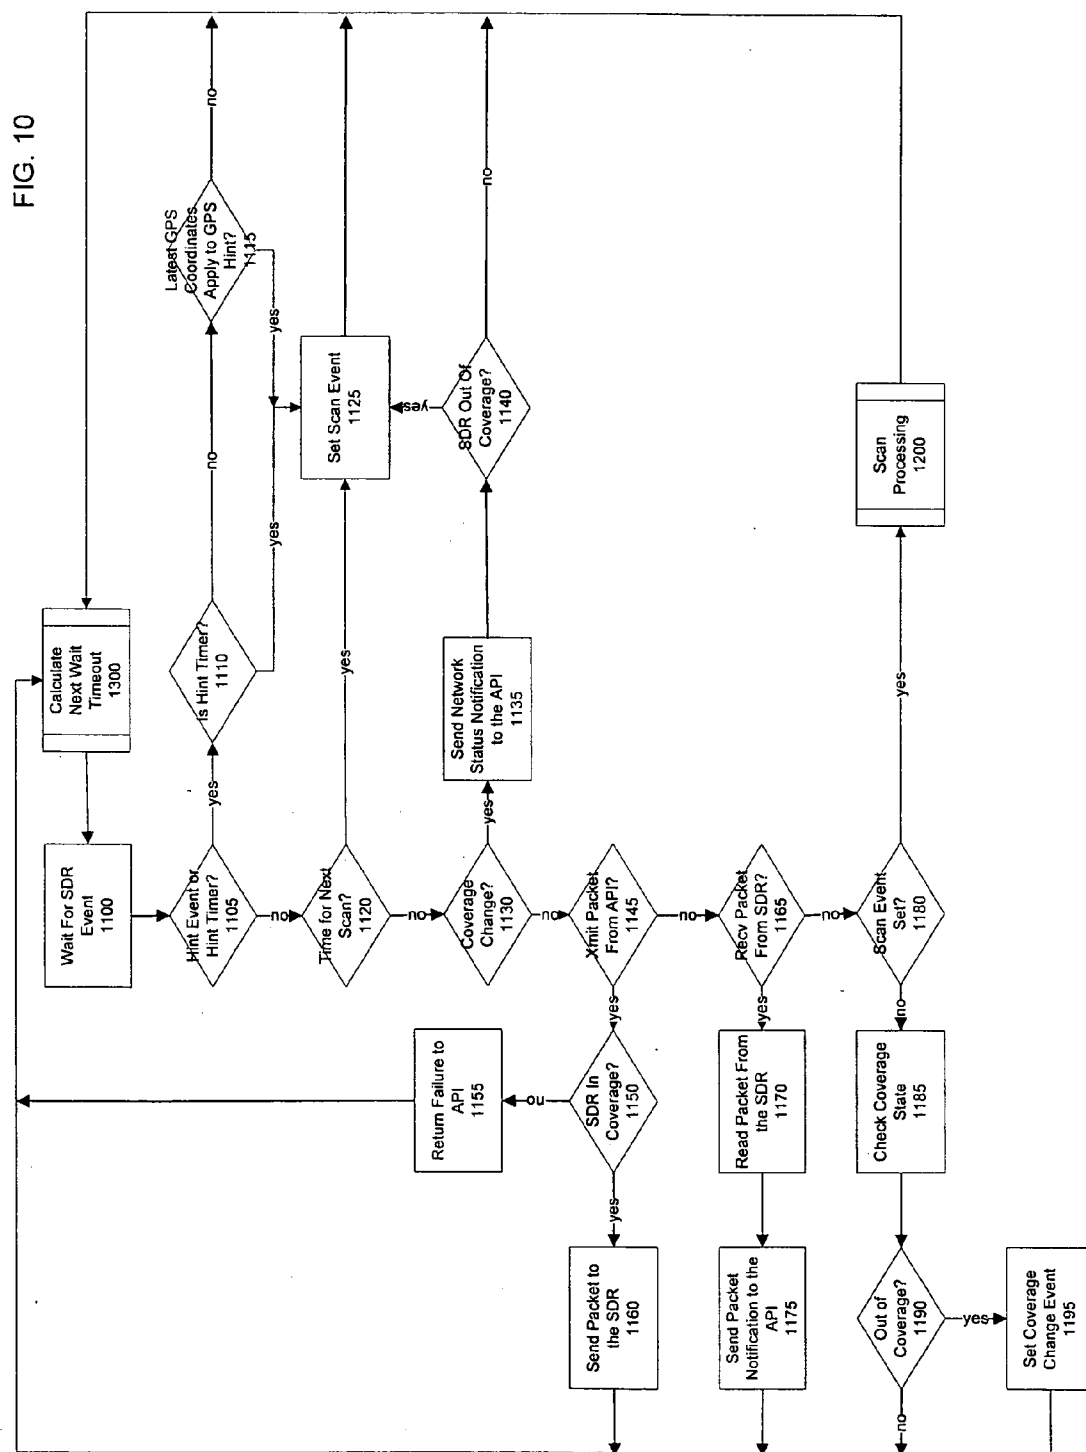 FIG. 10
Calculate
Next Wait
Timeout
1300
Wait For SDR
Event
1100
Hint Event or
Hint Timer?
1105
yes
no
Is Hint Timer?
1110
no
yes
Latest GPS
Coordinates
Apply to GPS
Hint?
1115
no
yes
Time for Next
Scan?
1120
yes
no
Set Scan Event
1125
Coverage
Change?
1130
yes
no
Send Network
Status Notification
to the API
1135
SDR Out Of
Coverage?
1140
yes
no
Xmit Packet
From API?
1145
yes
no
SDR In
Coverage?
1150
no
yes
Return Failure to
API
1155
Send Packet to
the SDR
1160
Recv Packet
From SDR?
1165
yes
no
Read Packet From
the SDR
1170
Send Packet
Notification to the
API
1175
Scan Event
Set?
1180
yes
no
Scan
Processing
1200
Check Coverage
State
1185
Out of
Coverage?
1190
no
yes
Set Coverage
Change Event
1195